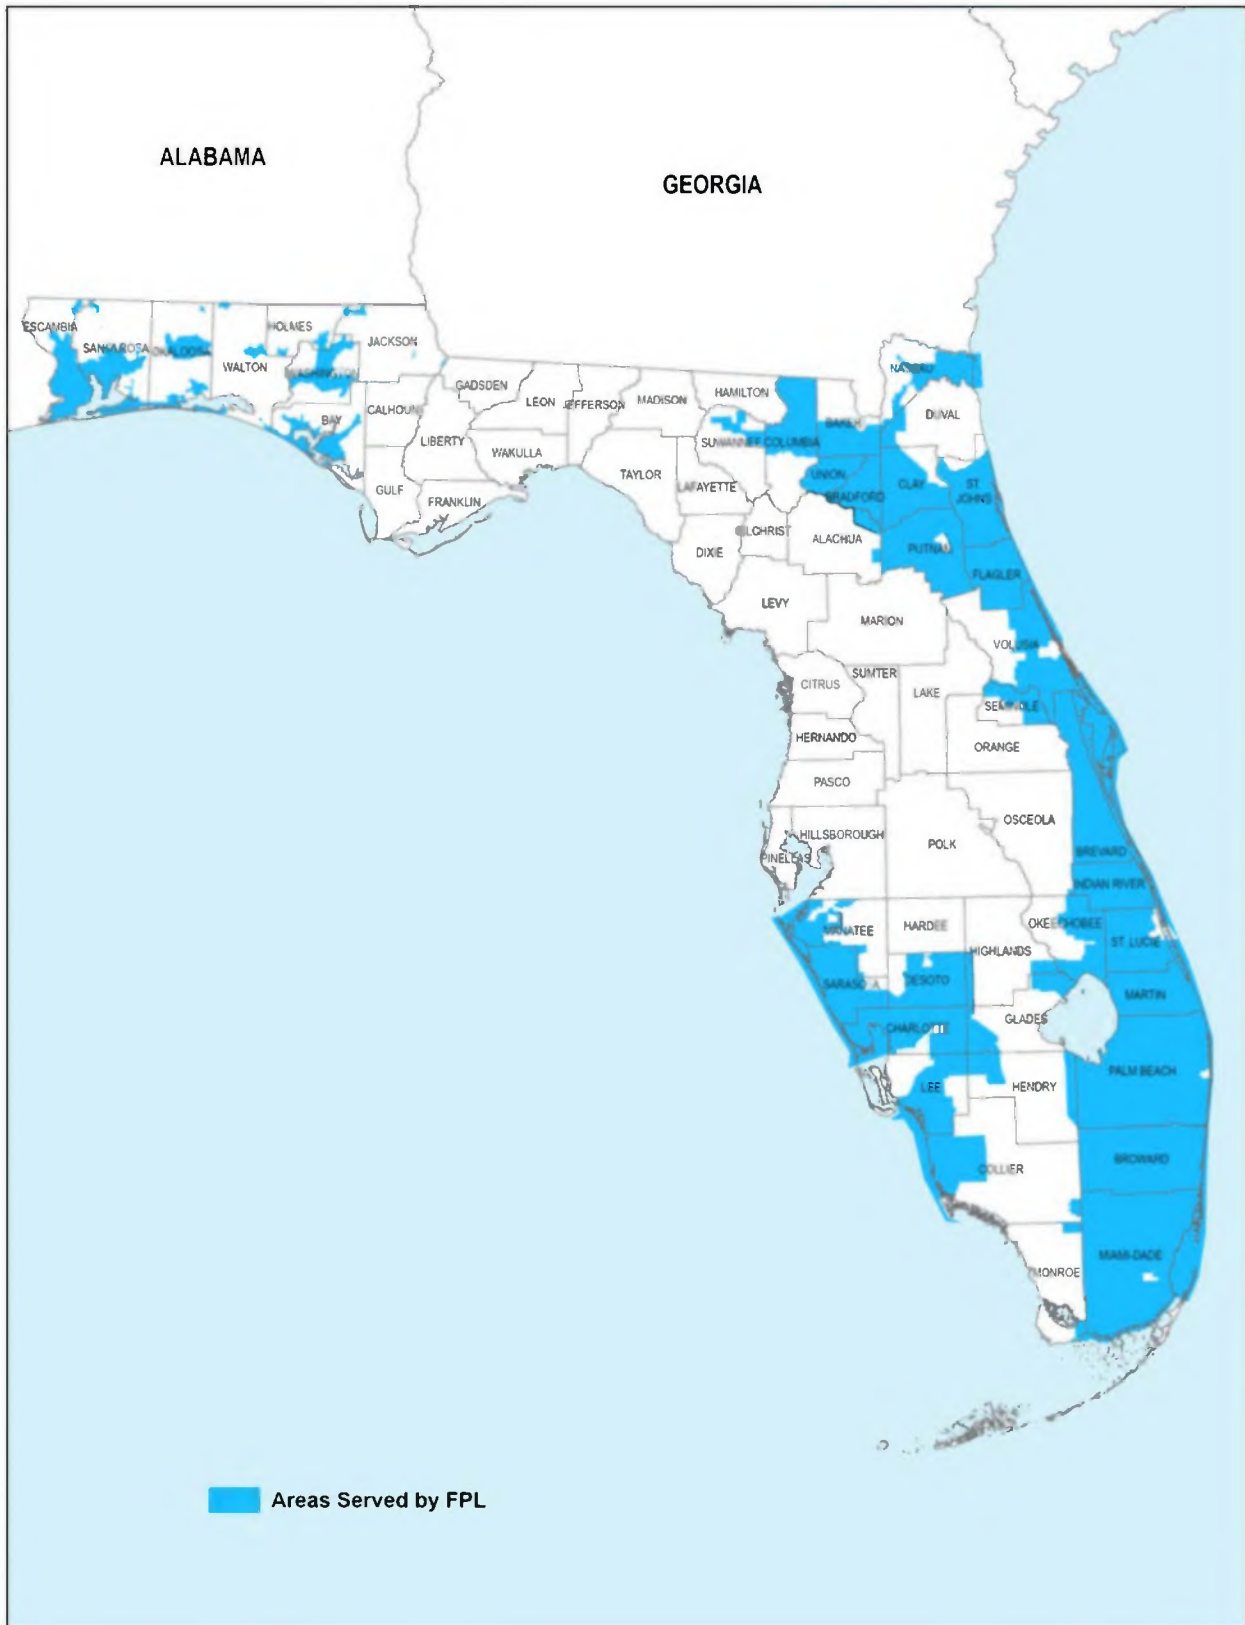 ALABAMA
GEORGIA
ESCAMBIA
SANTA ROSA
OKALOOSA
WALTON
HOLMES
WASHINGTON
JACKSON
BAY
CALHOUN
GULF
LIBERTY
GADSDEN
FRANKLIN
LEON
WAKULLA
JEFFERSON
MADISON
TAYLOR
HAMILTON
SUWANNEE
COLUMBIA
LAFAYETTE
DIXIE
GILCHRIST
BAKER
NASSAU
DUVAL
UNION
BRADFORD
CLAY
ST.
JOHNS
ALACHUA
PUTNAM
FLAGLER
LEVY
MARION
VOLUSIA
CITRUS
SUMTER
LAKE
SEMINOLE
HERNANDO
ORANGE
PASCO
OSCEOLA
HILLSBOROUGH
PINELLAS
POLK
BREVARD
INDIAN RIVER
MANATEE
HARDEE
HIGHLANDS
OKEECHOBEE
ST. LUCIE
SARASOTA
DESOTO
MARTIN
CHARLOTTE
GLADES
LEE
HENDRY
PALM BEACH
COLLIER
BROWARD
MONROE
MIAMI-DADE
Areas Served by FPL